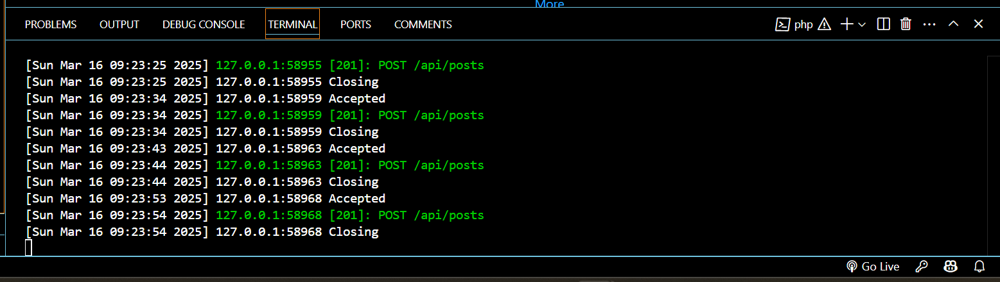 More
PROBLEMS OUTPUT DEBUG CONSOLE TERMINAL PORTS COMMENTS php
[Sun Mar 16 09:23:25 2025] 127.0.0.1:58955 [201]: POST /api/posts
[Sun Mar 16 09:23:25 2025] 127.0.0.1:58955 Closing
[Sun Mar 16 09:23:34 2025] 127.0.0.1:58959 Accepted
[Sun Mar 16 09:23:34 2025] 127.0.0.1:58959 [201]: POST /api/posts
[Sun Mar 16 09:23:34 2025] 127.0.0.1:58959 Closing
[Sun Mar 16 09:23:43 2025] 127.0.0.1:58963 Accepted
[Sun Mar 16 09:23:44 2025] 127.0.0.1:58963 [201]: POST /api/posts
[Sun Mar 16 09:23:44 2025] 127.0.0.1:58963 Closing
[Sun Mar 16 09:23:53 2025] 127.0.0.1:58968 Accepted
[Sun Mar 16 09:23:54 2025] 127.0.0.1:58968 [201]: POST /api/posts
[Sun Mar 16 09:23:54 2025] 127.0.0.1:58968 Closing
Go Live